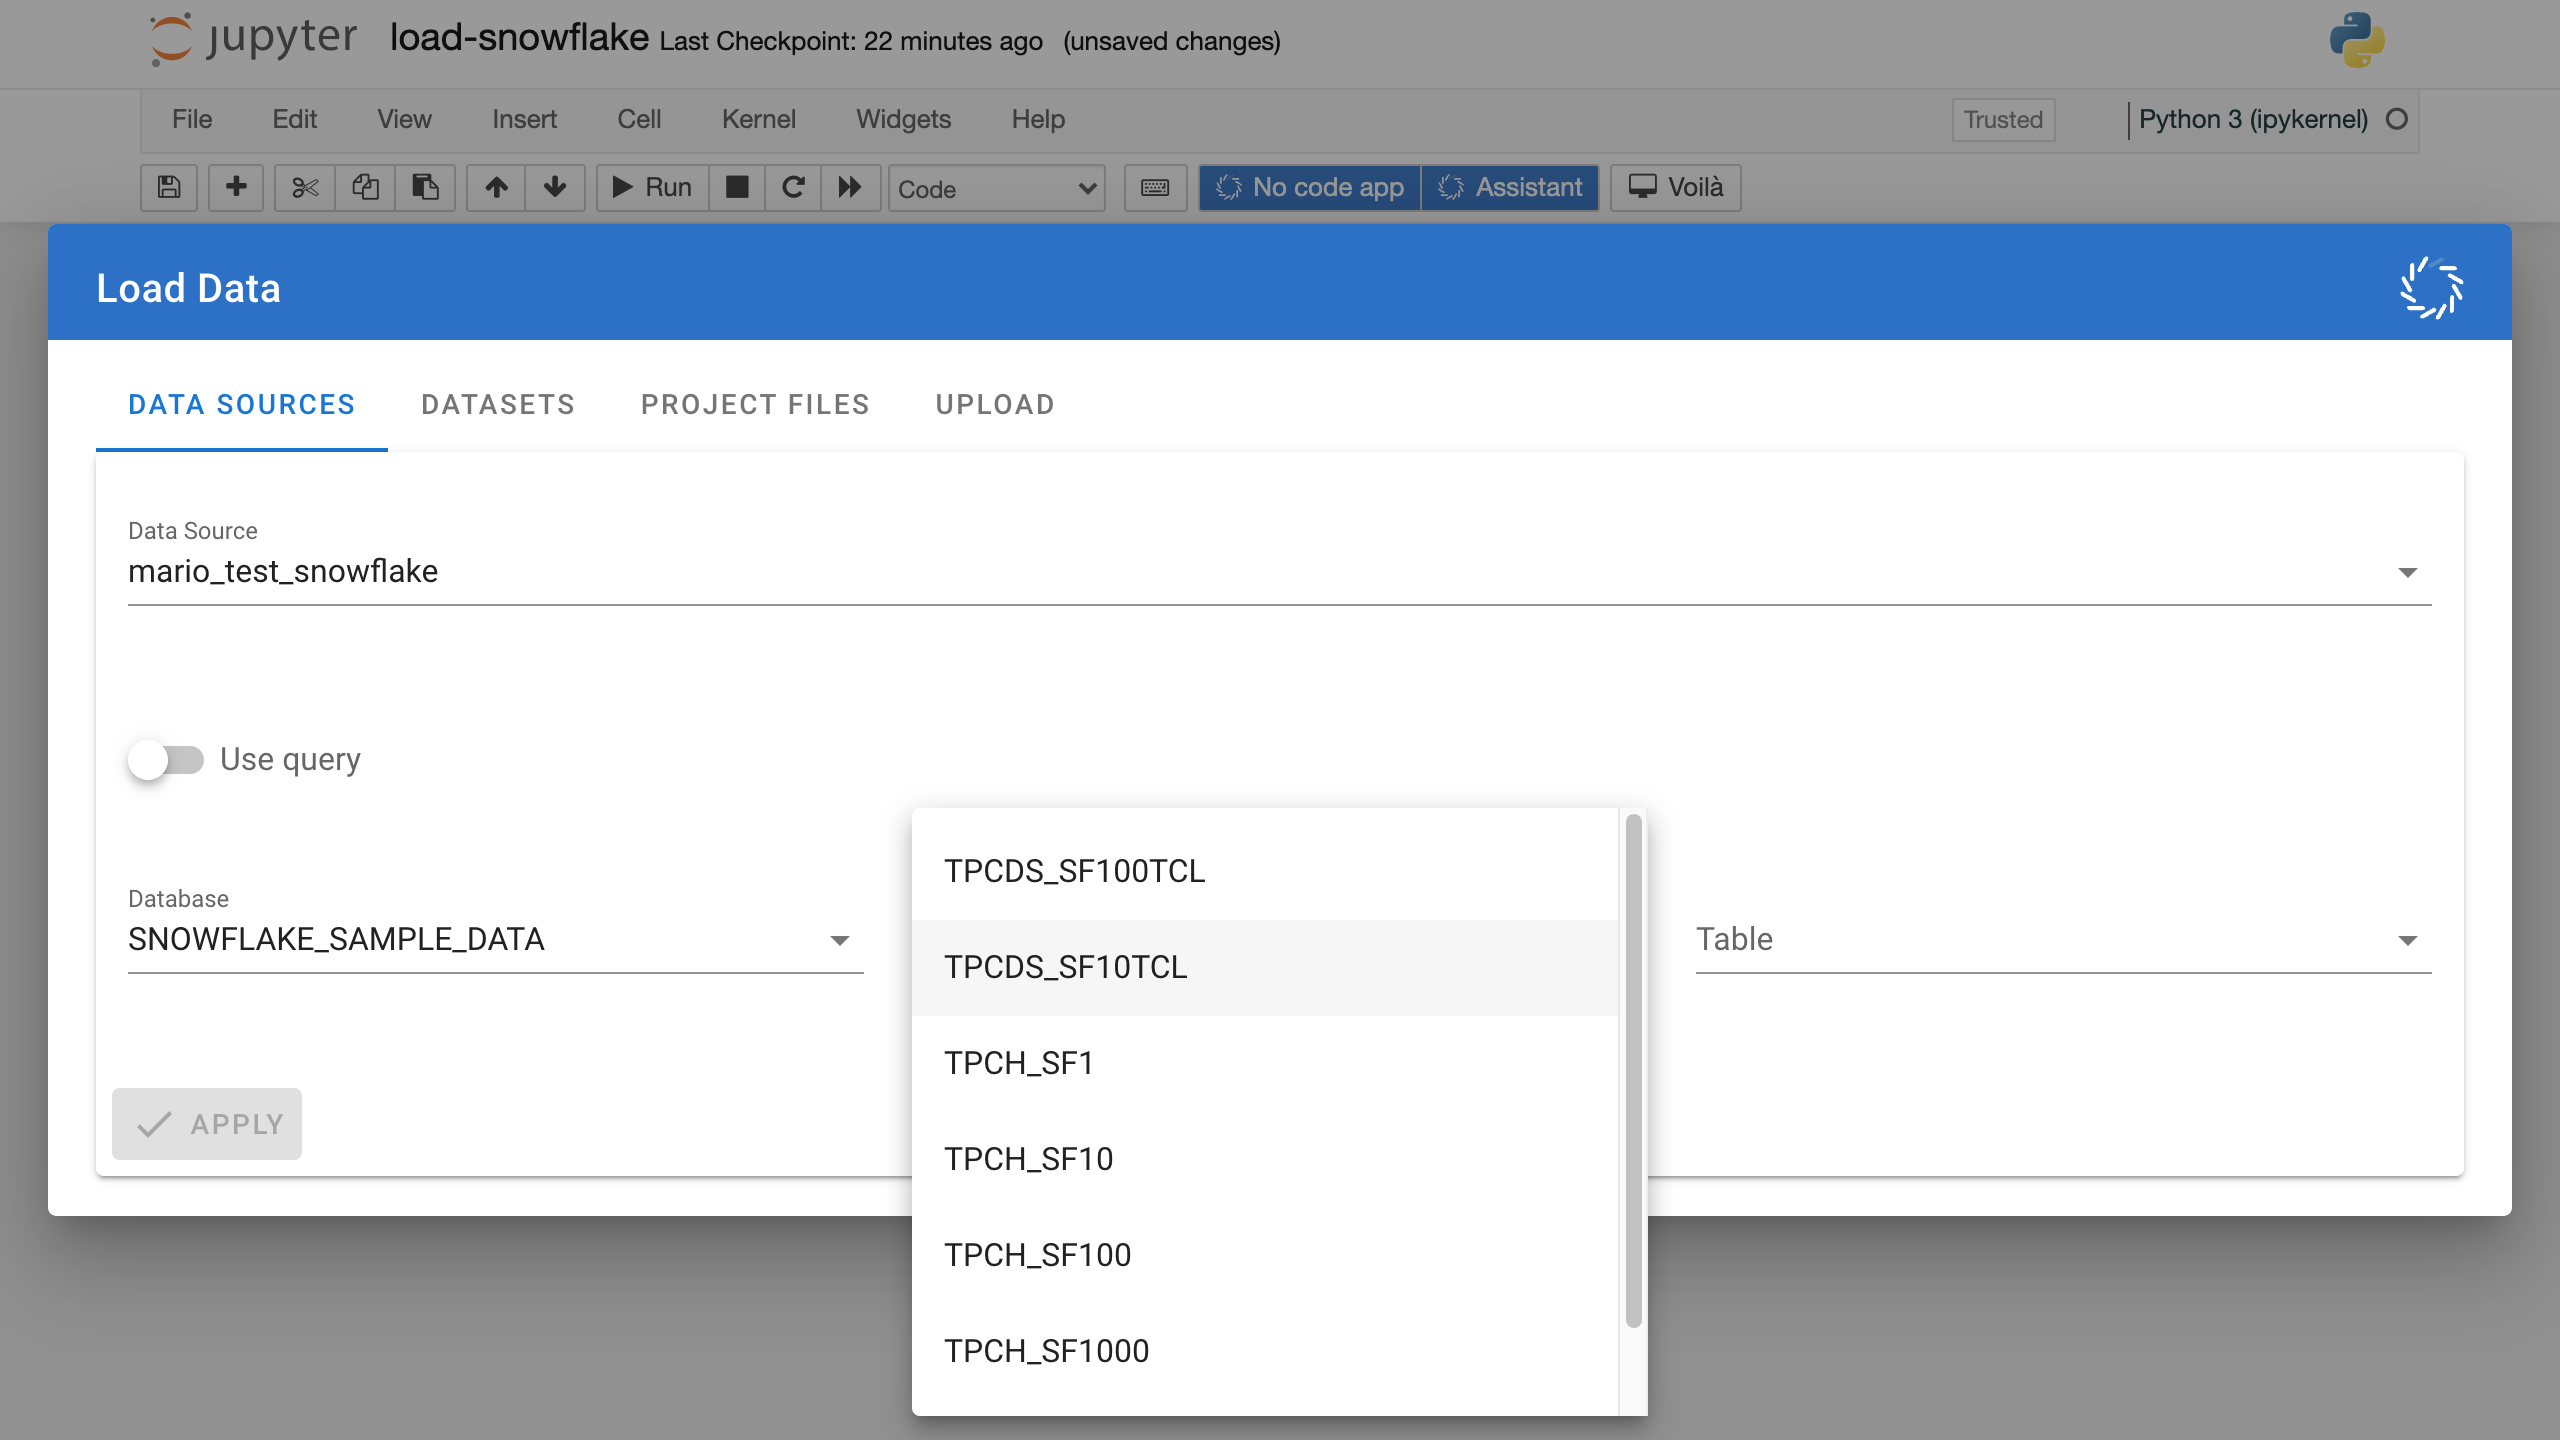 jupyter load-snowflake Last Checkpoint: 22 minutes ago (unsaved changes)
File Edit View Insert Cell Kernel Widgets Help Trusted Python 3 (ipykernel)
Run Code No code app Assistant Voilà
Load Data
DATA SOURCES DATASETS PROJECT FILES UPLOAD
Data Source
mario_test_snowflake
Use query
Database
SNOWFLAKE_SAMPLE_DATA
TPCDS_SF100TCL
TPCDS_SF10TCL
TPCH_SF1
TPCH_SF10
TPCH_SF100
TPCH_SF1000
Table
APPLY